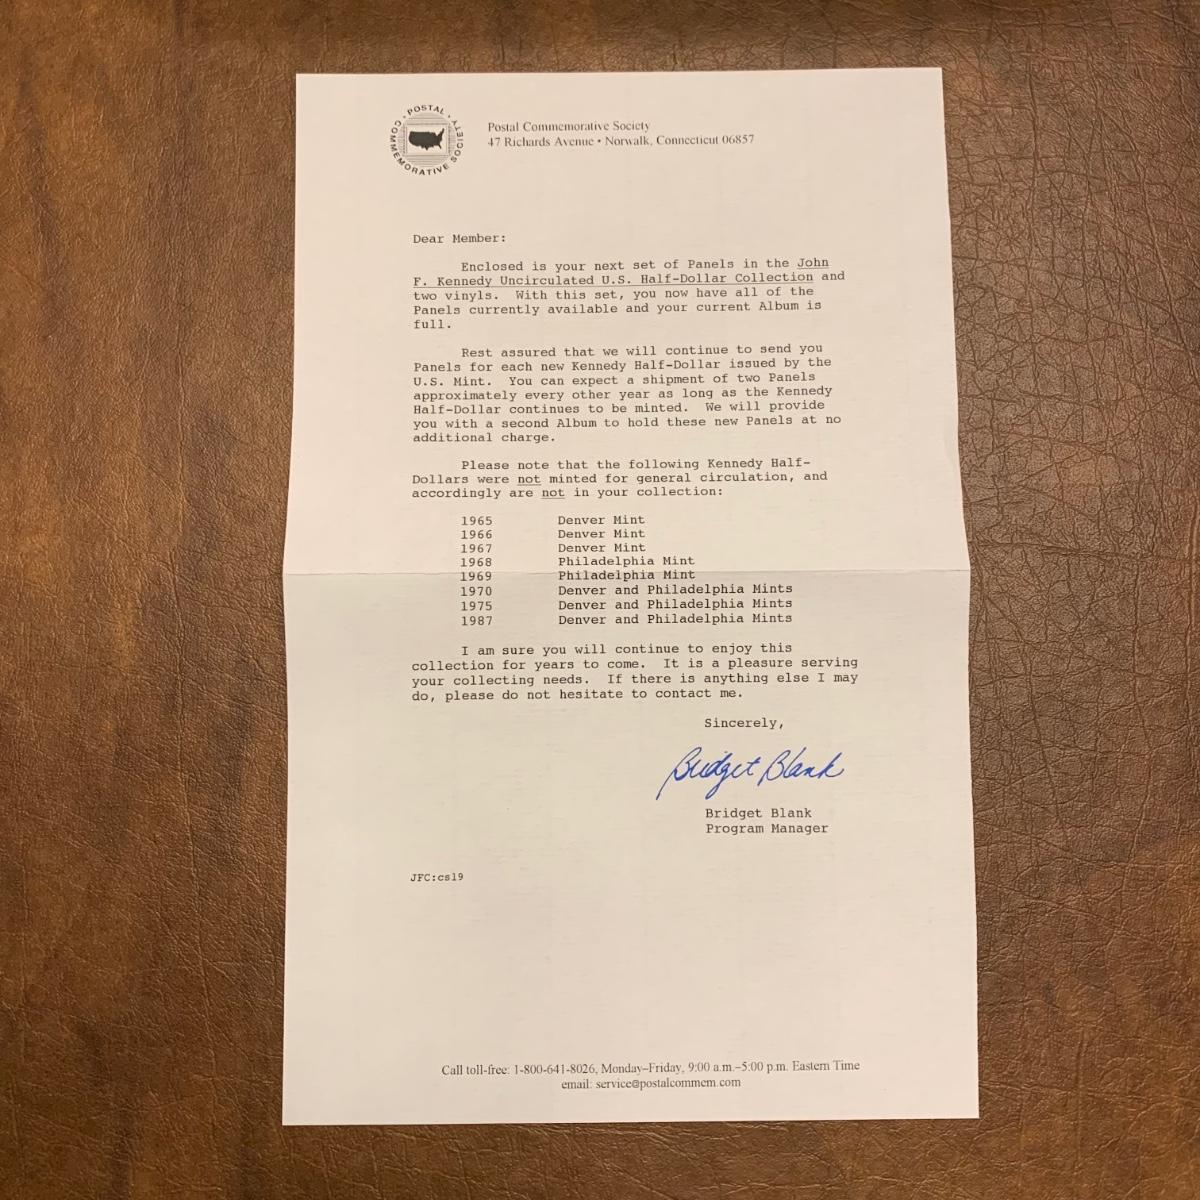 POSTAL COMMEMORATIVE SOCIETY
Postal Commemorative Society
47 Richards Avenue • Norwalk, Connecticut 06857
Dear Member:
Enclosed is your next set of Panels in the John
F. Kennedy Uncirculated U.S. Half-Dollar Collection and
two vinyls. With this set, you now have all of the
Panels currently available and your current Album is
full.
Rest assured that we will continue to send you
Panels for each new Kennedy Half-Dollar issued by the
U.S. Mint. You can expect a shipment of two Panels
approximately every other year as long as the Kennedy
Half-Dollar continues to be minted. We will provide
you with a second Album to hold these new Panels at no
additional charge.
Please note that the following Kennedy Half-
Dollars were not minted for general circulation, and
accordingly are not in your collection:
1965 Denver Mint
1966 Denver Mint
1967 Denver Mint
1968 Philadelphia Mint
1969 Philadelphia Mint
1970 Denver and Philadelphia Mints
1975 Denver and Philadelphia Mints
1987 Denver and Philadelphia Mints
I am sure you will continue to enjoy this
collection for years to come. It is a pleasure serving
your collecting needs. If there is anything else I may
do, please do not hesitate to contact me.
Sincerely,
Bridget Blank
Bridget Blank
Program Manager
JFC:cs19
Call toll-free: 1-800-641-8026, Monday–Friday, 9:00 a.m.–5:00 p.m. Eastern Time
email: service@postalcommem.com